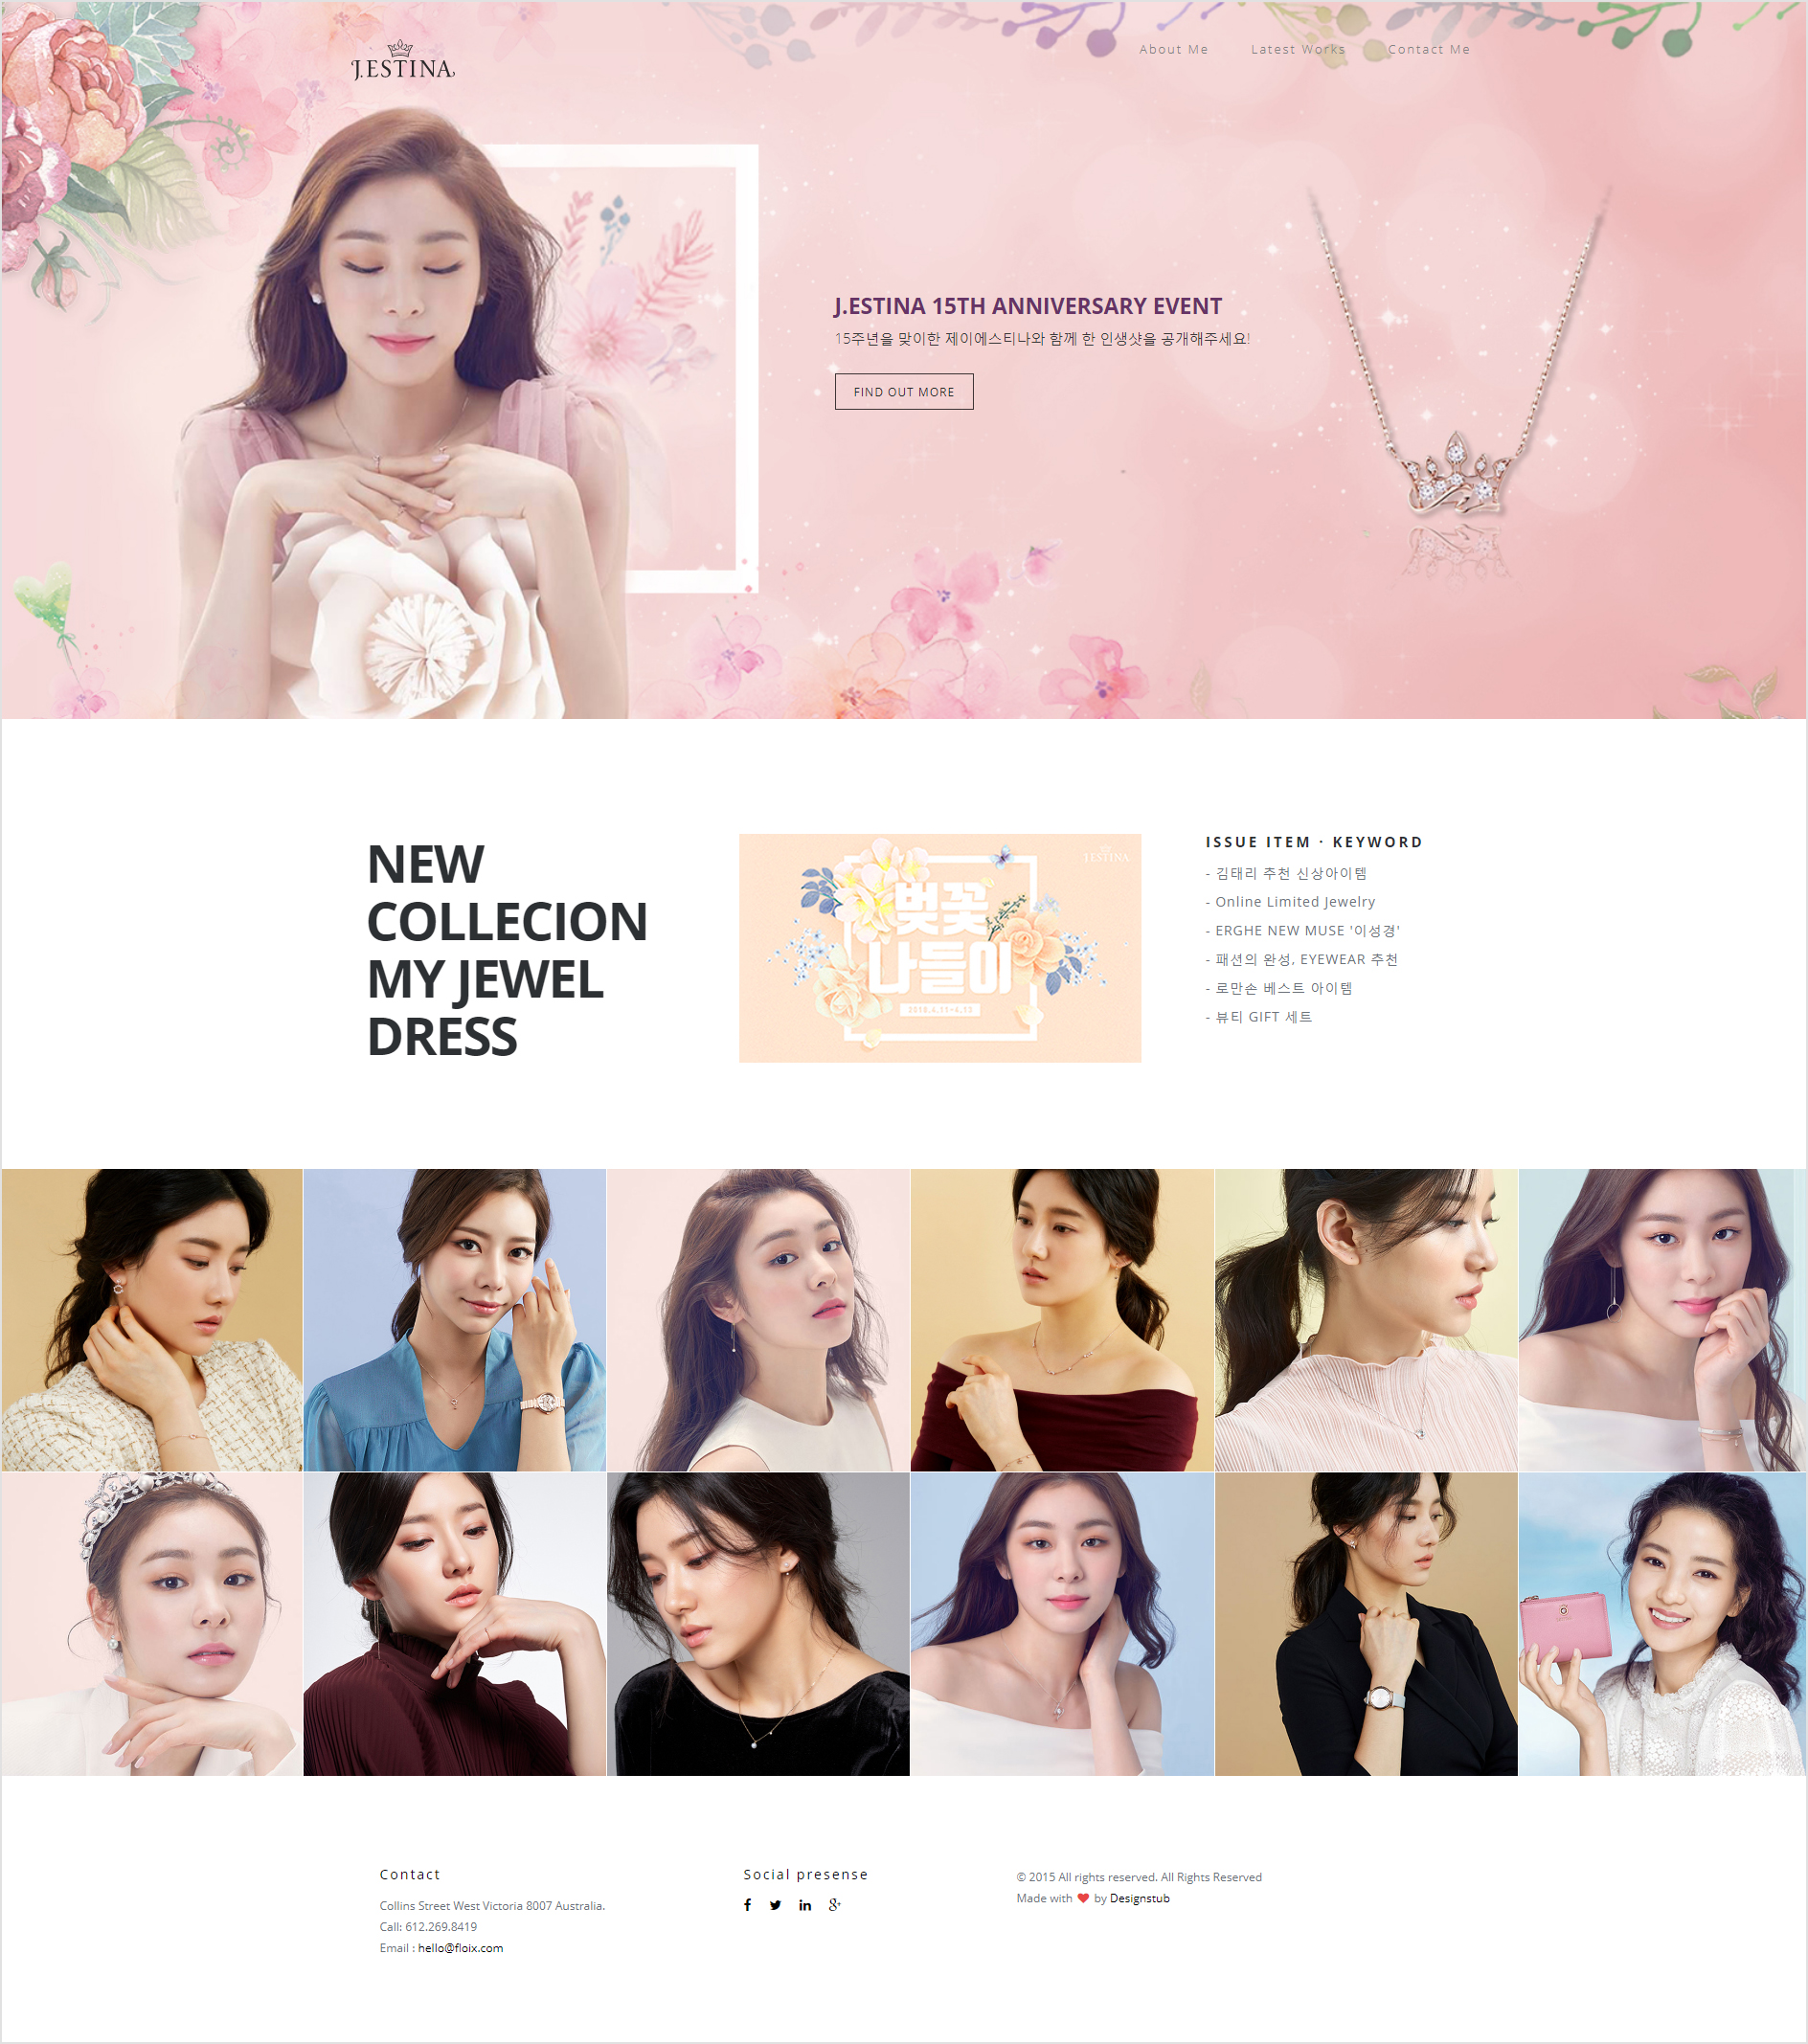 J.ESTINA
About Me
Latest Works
Contact Me
J.ESTINA 15TH ANNIVERSARY EVENT
15주년을 맞이한 제이에스티나와 함께 한 인생샷을 공개해주세요!
FIND OUT MORE
NEW
COLLECION
MY JEWEL
DRESS
J.ESTINA
벚꽃
나들이
ISSUE ITEM · KEYWORD
- 김태리 추천 신상아이템
- Online Limited Jewelry
- ERGHE NEW MUSE '이성경'
- 패션의 완성, EYEWEAR 추천
- 로만손 베스트 아이템
- 뷰티 GIFT 세트
Contact
Collins Street West Victoria 8007 Australia.
Call: 612.269.8419
Email : hello@floix.com
Social presense
© 2015 All rights reserved. All Rights Reserved
Made with by Designstub